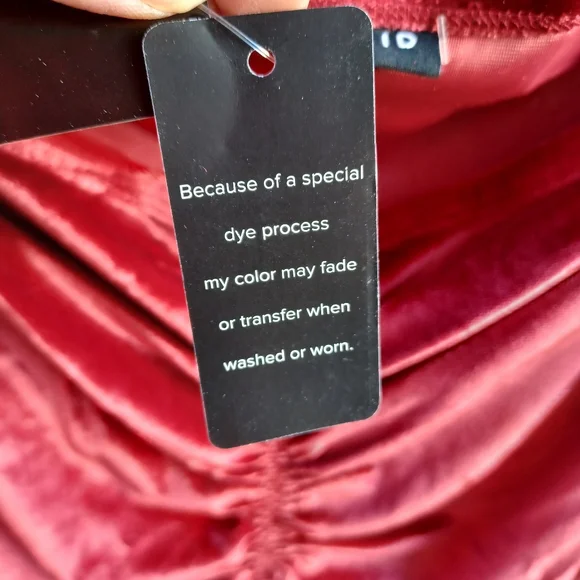 Because of a special
dye process
my color may fade
or transfer when
washed or worn.